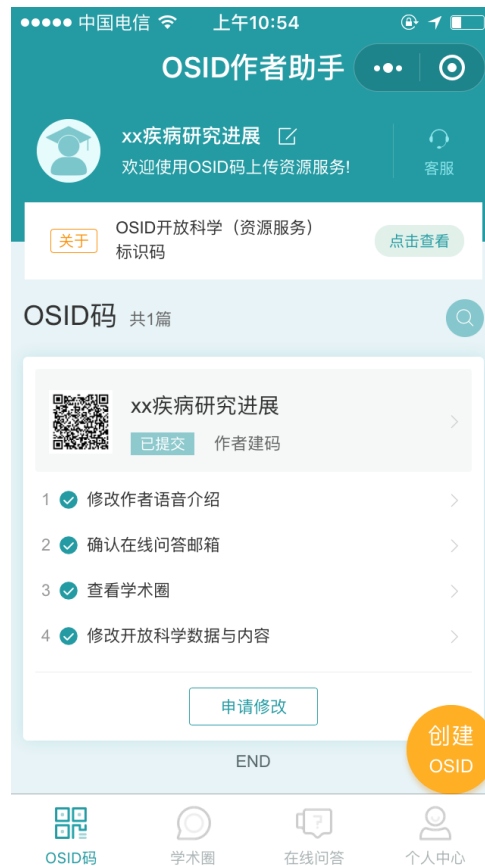 中国电信 上午10:54
OSID作者助手
xx疾病研究进展
欢迎使用OSID码上传资源服务!
客服
关于
OSID开放科学（资源服务）
标识码
点击查看
OSID码 共1篇
xx疾病研究进展
已提交 作者建码
1 修改作者语音介绍
2 确认在线问答邮箱
3 查看学术圈
4 修改开放科学数据与内容
申请修改
创建
OSID
END
OSID码 学术圈 在线问答 个人中心